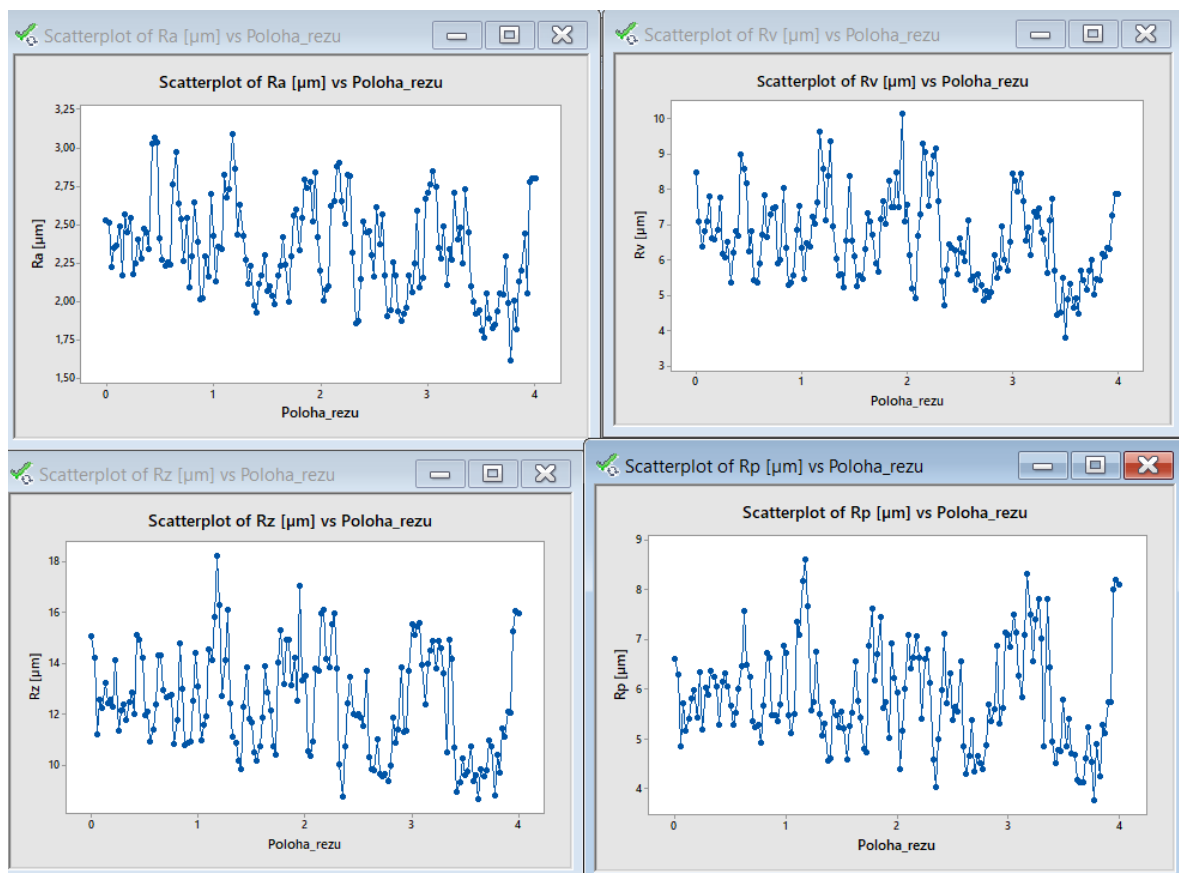 Scatterplot of Ra [µm] vs Poloha_rezu
Scatterplot of Ra [µm] vs Poloha_rezu
3,25
3,00
2,75
2,50
2,25
2,00
1,75
1,50
Ra [µm]
0 1 2 3 4
Poloha_rezu
Scatterplot of Rv [µm] vs Poloha_rezu
Scatterplot of Rv [µm] vs Poloha_rezu
10
9
8
7
6
5
4
3
Rv [µm]
0 1 2 3 4
Poloha_rezu
Scatterplot of Rz [µm] vs Poloha_rezu
Scatterplot of Rz [µm] vs Poloha_rezu
18
16
14
12
10
Rz [µm]
0 1 2 3 4
Poloha_rezu
Scatterplot of Rp [µm] vs Poloha_rezu
Scatterplot of Rp [µm] vs Poloha_rezu
9
8
7
6
5
4
Rp [µm]
0 1 2 3 4
Poloha_rezu